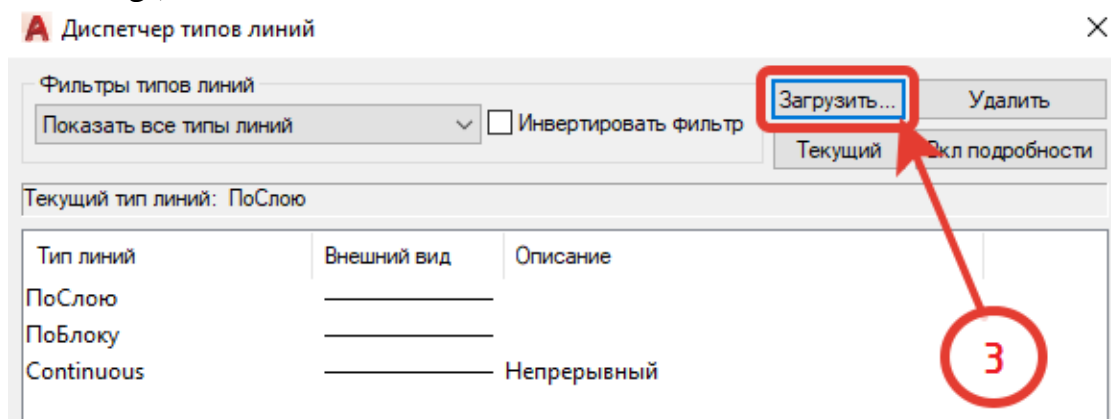 Диспетчер типов линий
Фильтры типов линий
Показать все типы линий
Инвертировать фильтр
Загрузить...
Удалить
Текущий
Вкл подробности
Текущий тип линий: ПоСлою
Тип линий Внешний вид Описание
ПоСлою
ПоБлоку
Continuous Непрерывный
3